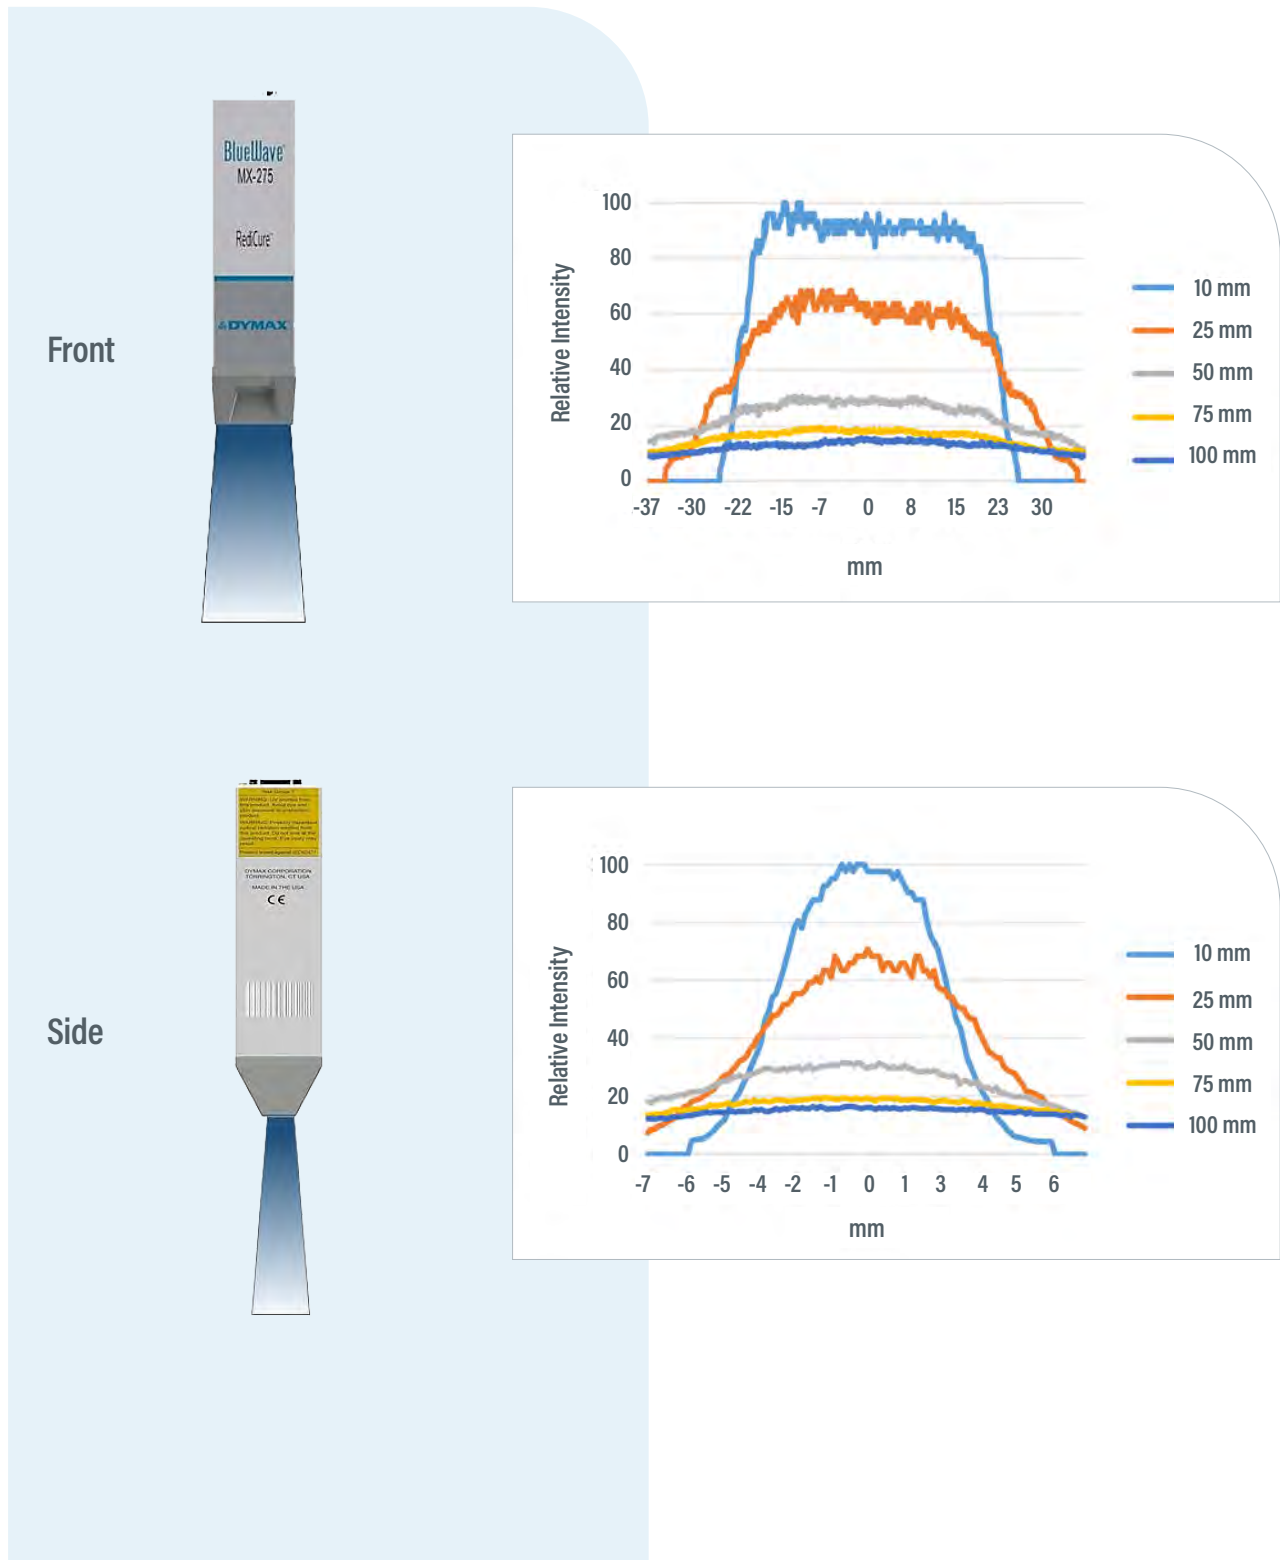 BlueWave®
MX-275
RediCure™
DYMAX
Front
Relative Intensity
100
80
60
40
20
0
-37 -30 -22 -15 -7 0 8 15 23 30
mm
10 mm
25 mm
50 mm
75 mm
100 mm
DYMAX CORPORATION
TORRINGTON, CT USA
MADE IN THE USA
CE
Side
Relative Intensity
100
80
60
40
20
0
-7 -6 -5 -4 -2 -1 0 1 3 4 5 6
mm
10 mm
25 mm
50 mm
75 mm
100 mm